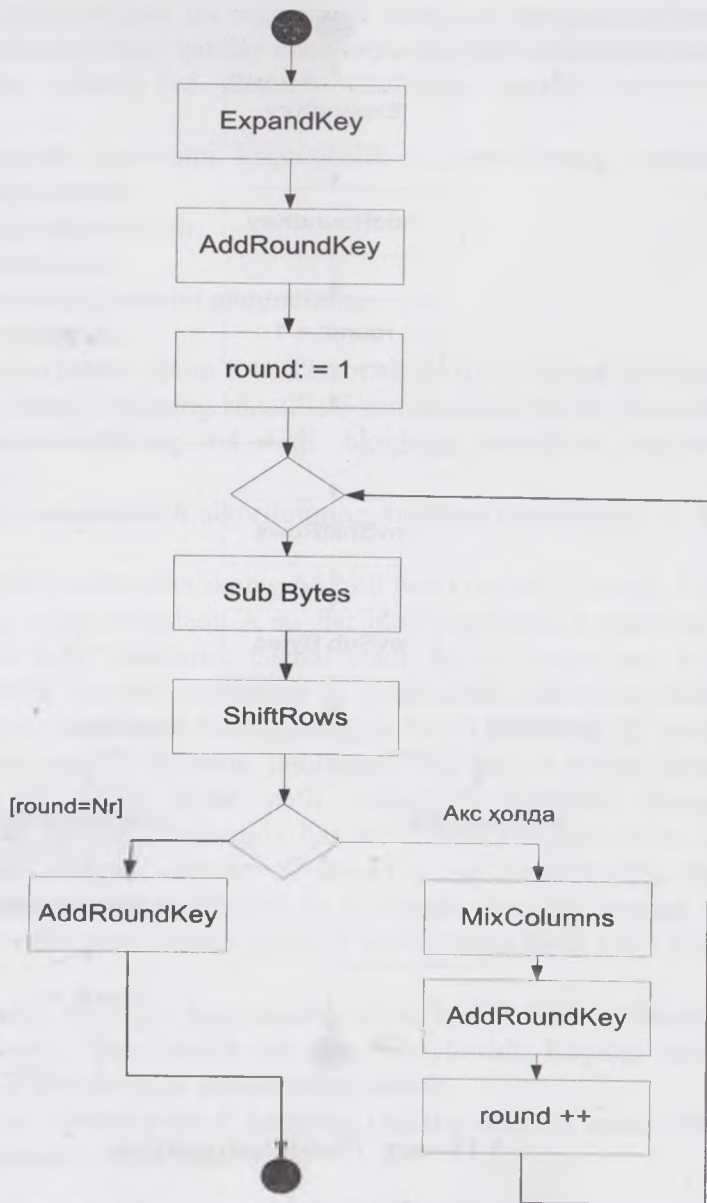 ExpandKey
AddRoundKey
round: = 1
Sub Bytes
ShiftRows
[round=Nr]
Акс ҳолда
AddRoundKey
MixColumns
AddRoundKey
round ++